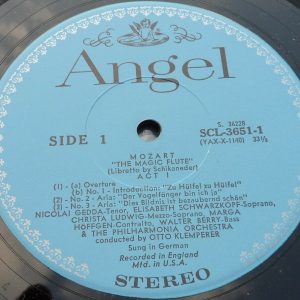 Angel
SIDE 1
S. 36228
SCL-3651-1
(YAX-K-1140) 33⅓
MOZART
"THE MAGIC FLUTE"
(Libretto by Schikaneder)
ACT I
(1) - (a) Overture
(b) No. 1 - Introduction: "Zu Hülfe! Zu Hülfe!"
(2) - No. 2 - Aria: "Der Vogelfänger bin ich ja"
(3) - No. 3 - Aria: "Dies Bildnis ist bezaubernd schön"
NICOLAI GEDDA-Tenor, ELISABETH SCHWARZKOPF-Soprano,
CHRISTA LUDWIG-Mezzo-Soprano, MARGA
HÖFFGEN-Contralto, WALTER BERRY-Bass
& THE PHILHARMONIA ORCHESTRA
conducted by OTTO KLEMPERER
Sung in German
Recorded in England
Mfd. in U.S.A.
STEREO